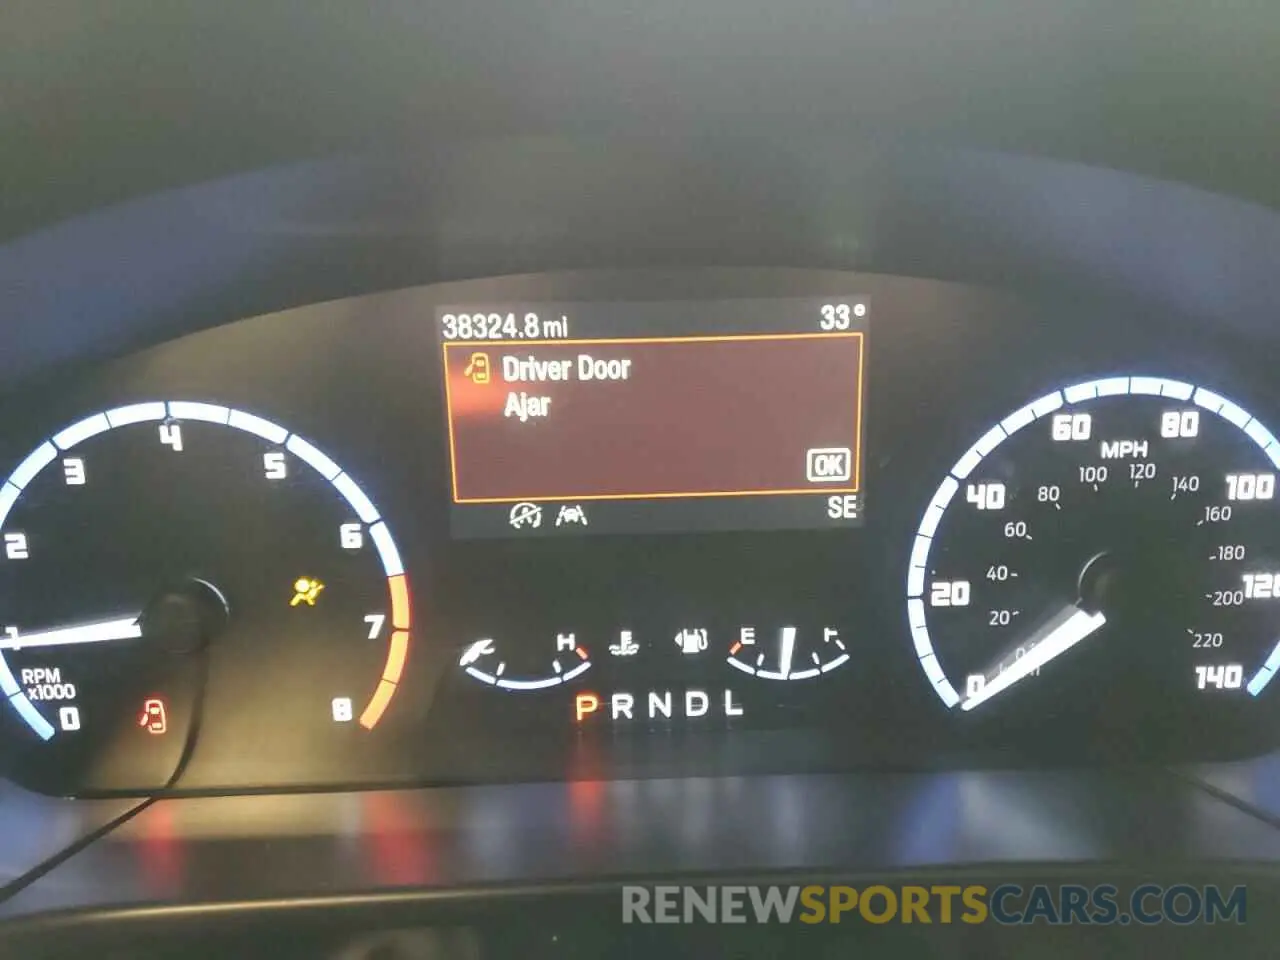 38324.8 mi 33°
Driver Door
Ajar
OK
SE
0 1 2 3 4 5 6 7 8
RPM
x1000
H E F
P R N D L
0 20 40 60 80 100 120 140
MPH
20 40 60 80 100 120 140 160 180 200 220
RENEWSPORTSCARS.COM